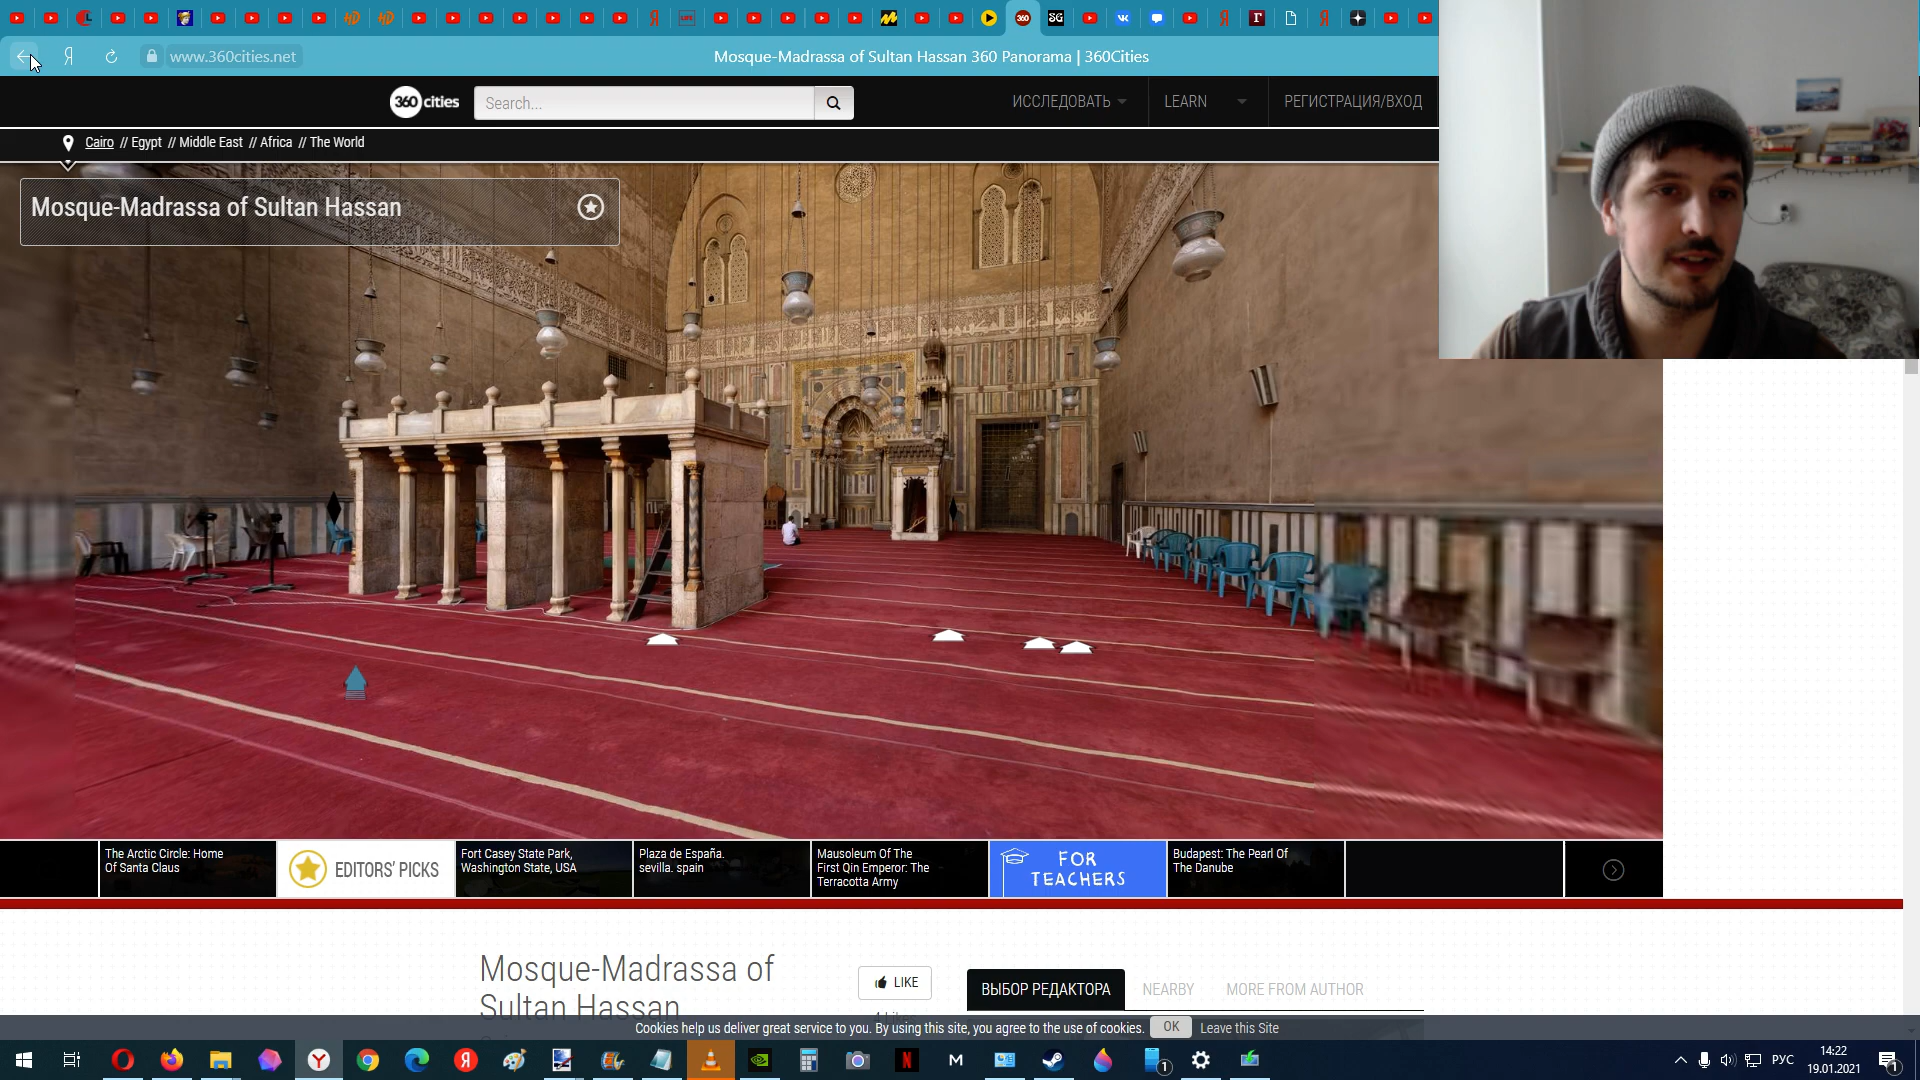 www.360cities.net
Mosque-Madrassa of Sultan Hassan 360 Panorama | 360Cities
360 cities
Search...
ИССЛЕДОВАТЬ
LEARN
РЕГИСТРАЦИЯ/ВХОД
Cairo // Egypt // Middle East // Africa // The World
Mosque-Madrassa of Sultan Hassan
The Arctic Circle: Home
Of Santa Claus
EDITORS' PICKS
Fort Casey State Park,
Washington State, USA
Plaza de España.
sevilla. spain
Mausoleum Of The
First Qin Emperor: The
Terracotta Army
FOR
TEACHERS
Budapest: The Pearl Of
The Danube
Mosque-Madrassa of
Sultan Hassan
LIKE
ВЫБОР РЕДАКТОРА
NEARBY
MORE FROM AUTHOR
Cookies help us deliver great service to you. By using this site, you agree to the use of cookies.
OK
Leave this Site
РУС
14:22
19.01.2021